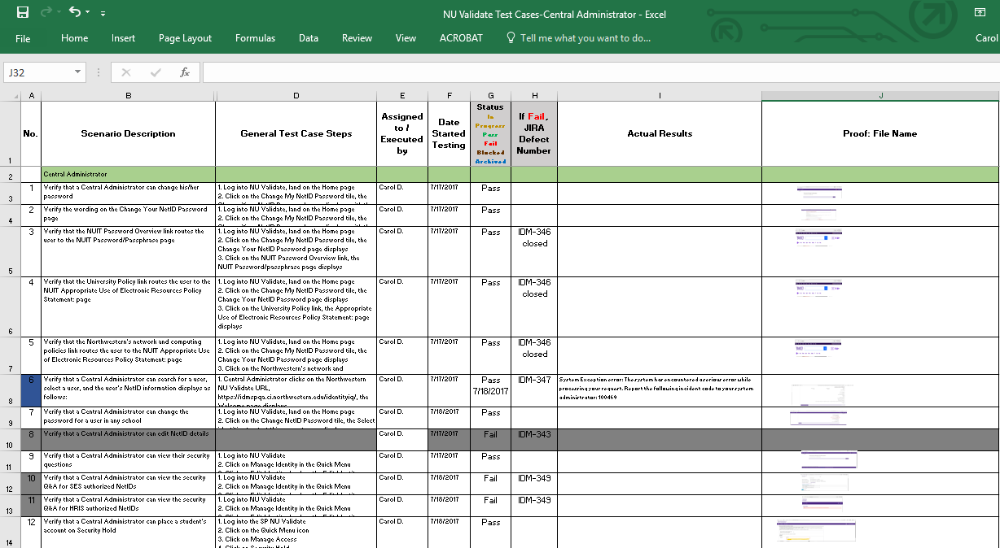 NU Validate Test Cases-Central Administrator - Excel
File Home Insert Page Layout Formulas Data Review View ACROBAT Tell me what you want to do... Carol
J32 fx
A B D E F G H I J
1 No. Scenario Description General Test Case Steps Assigned to / Executed by Date Started Testing Status In Progress Pass Fail Blocked Archived If Fail, JIRA Defect Number Actual Results Proof: File Name
2 Central Administrator
3 1 Verify that a Central Administrator can change his/her password 1. Log into NU Validate, land on the Home page 2. Click on the Change My NetID Password tile, the Carol D. 7/17/2017 Pass
4 2 Verify the wording on the Change Your NetID Password page 1. Log into NU Validate, land on the Home page 2. Click on the Change My NetID Password tile, the Carol D. 7/17/2017 Pass
5 3 Verify that the NUIT Password Overview link routes the user to the NUIT Password/Passphrase page 1. Log into NU Validate, land on the Home page 2. Click on the Change My NetID Password tile, the Change Your NetID Password page displays 3. Click on the NUIT Password Overview link, the NUIT Password/passphrase page displays Carol D. 7/17/2017 Pass IDM-346 closed
6 4 Verify that the University Policy link routes the user to the NUIT Appropriate Use of Electronic Resources Policy Statement: page 1. Log into NU Validate, land on the Home page 2. Click on the Change My NetID Password tile, the Change Your NetID Password page displays 3. Click on the University Policy link, the Appropriate Use of Electronic Resources Policy Statement: page displays Carol D. 7/17/2017 Pass IDM-346 closed
7 5 Verify that the Northwestern's network and computing policies link routes the user to the NUIT Appropriate Use of Electronic Resources Policy Statement: page 1. Log into NU Validate, land on the Home page 2. Click on the Change My NetID Password tile, the Change Your NetID Password page displays 3. Click on the Northwestern's network and Carol D. 7/17/2017 Pass IDM-346 closed
8 6 Verify that a Central Administrator can search for a user, select a user, and the user's NetID information displays as follows: 1. Central Administrator clicks on the Northwestern NU Validate URL, https://idmspqa.ci.northwestern.edu/identityiq/, the Welcome page displays Carol D. 7/17/2017 Pass 7/18/2017 IDM-347 System Exception error: The system has encountered a serious error while processing your request. Report the following incident code to your system administrator: 100469
9 7 Verify that a Central Administrator can change the password for a user in any school 1. Log into NU Validate, land on the Home page 2. Click on the Change NetID Password tile, the Select Carol D. 7/18/2017 Pass
10 8 Verify that a Central Administrator can edit NetID details Carol D. 7/17/2017 Fail IDM-343
11 9 Verify that a Central Administrator can view their security questions 1. Log into NU Validate 2. Click on Manage Identity in the Quick Menu Carol D. 7/17/2017 Pass
12 10 Verify that a Central Administrator can view the security Q&A for SES authorized NetIDs 1. Log into NU Validate 2. Click on Manage Identity in the Quick Menu Carol D. 7/18/2017 Fail IDM-349
13 11 Verify that a Central Administrator can view the security Q&A for HRIS authorized NetIDs 1. Log into NU Validate 2. Click on Manage Identity in the Quick Menu Carol D. 7/18/2017 Fail IDM-349
14 12 Verify that a Central Administrator can place a student's account on Security Hold 1. Log into the SP NU Validate 2. Click on the Quick Menu icon 3. Click on Manage Access 4. Click on Security Hold Carol D. 7/18/2017 Pass